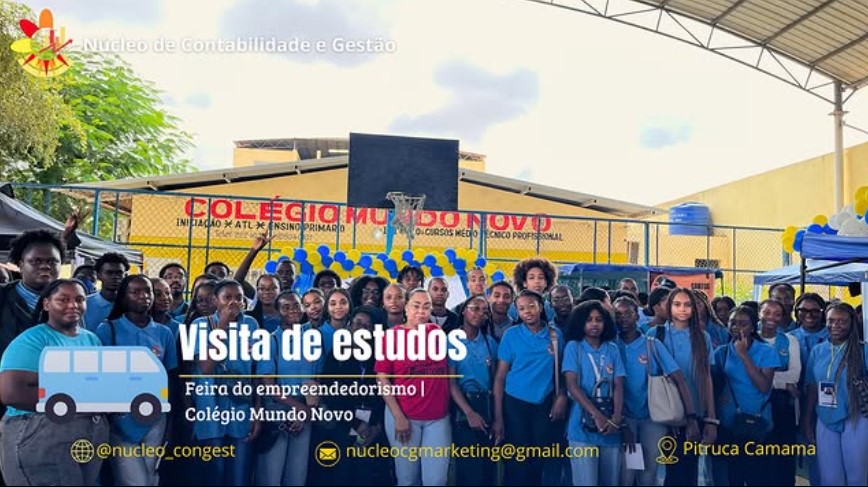 Núcleo de Contabilidade e Gestão
COLÉGIO MUNDO NOVO
INICIAÇÃO * ATL * ENSINO PRIMÁRIO
CURSOS MÉDIO TÉCNICO PROFISSIONAL
Visita de estudos
Feira do empreendedorismo |
Colégio Mundo Novo
@nucleo_congest
nucleocgmarketing@gmail.com
Pitruca Camama